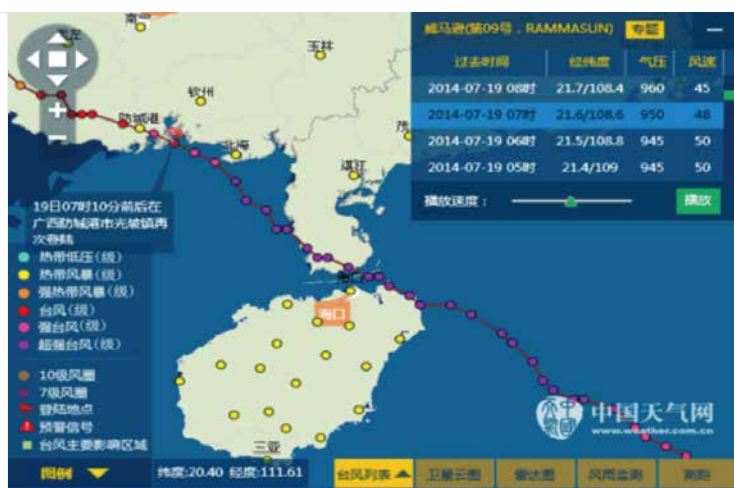 南宁
崇左
玉林
威马逊(第09号，RAMMASUN) 专题
过去时间 经纬度 气压 风速
2014-07-19 08时 21.7/108.4 960 45
2014-07-19 07时 21.6/108.6 950 48
2014-07-19 06时 21.5/108.8 945 50
2014-07-19 05时 21.4/109 945 50
播放速度： 播放
钦州
防城港
北海
茂
湛江
19日07时10分前后在
广西防城港市光坡镇再
次登陆
热带低压(级)
热带风暴(级)
强热带风暴(级)
台风(级)
强台风(级)
超强台风(级)
10级风圈
7级风圈
登陆地点
预警信号
台风主要影响区域
海口
海口
三亚
中国天气网
www.weather.com.cn
图例
纬度:20.40 经度:111.61
台风列表 卫星云图 雷达图 风雨监测 测距